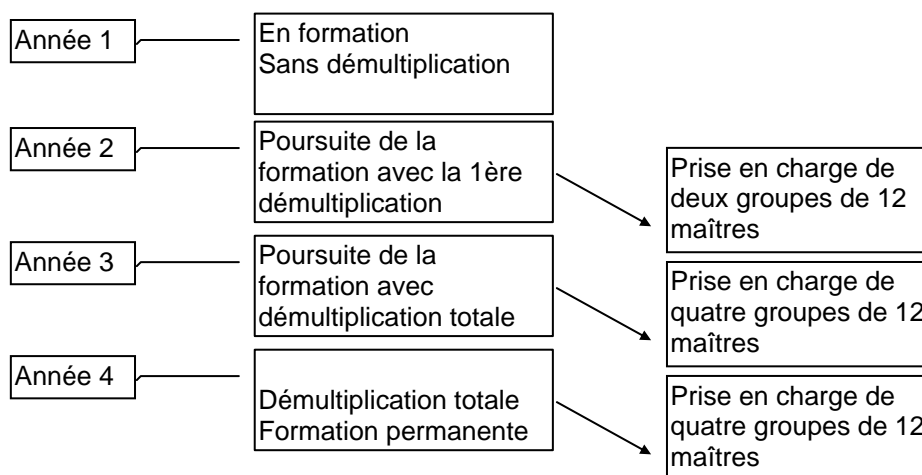 Année 1
En formation
Sans démultiplication
Année 2
Poursuite de la
formation avec la 1ère
démultiplication
Prise en charge de
deux groupes de 12
maîtres
Année 3
Poursuite de la
formation avec
démultiplication totale
Prise en charge de
quatre groupes de 12
maîtres
Année 4
Démultiplication totale
Formation permanente
Prise en charge de
quatre groupes de 12
maîtres